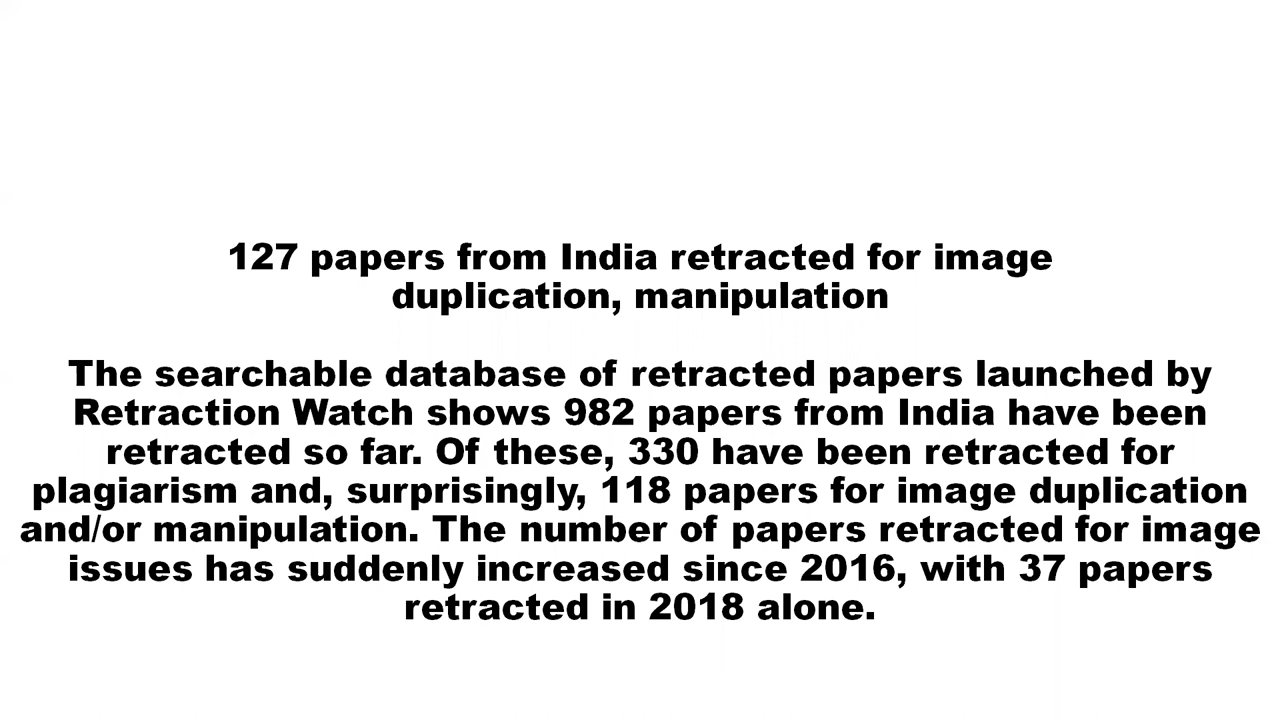 127 papers from India retracted for image
duplication, manipulation
The searchable database of retracted papers launched by
Retraction Watch shows 982 papers from India have been
retracted so far. Of these, 330 have been retracted for
plagiarism and, surprisingly, 118 papers for image duplication
and/or manipulation. The number of papers retracted for image
issues has suddenly increased since 2016, with 37 papers
retracted in 2018 alone.